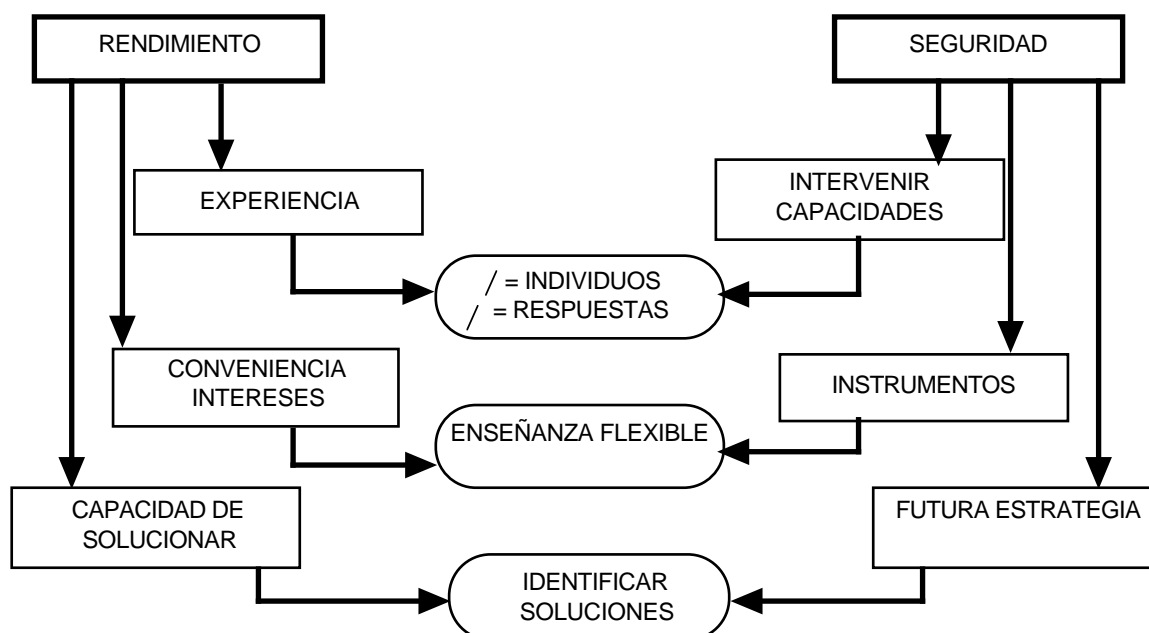 RENDIMIENTO
SEGURIDAD
EXPERIENCIA
INTERVENIR
CAPACIDADES
/ = INDIVIDUOS
/ = RESPUESTAS
CONVENIENCIA
INTERESES
INSTRUMENTOS
ENSEÑANZA FLEXIBLE
CAPACIDAD DE
SOLUCIONAR
FUTURA ESTRATEGIA
IDENTIFICAR
SOLUCIONES